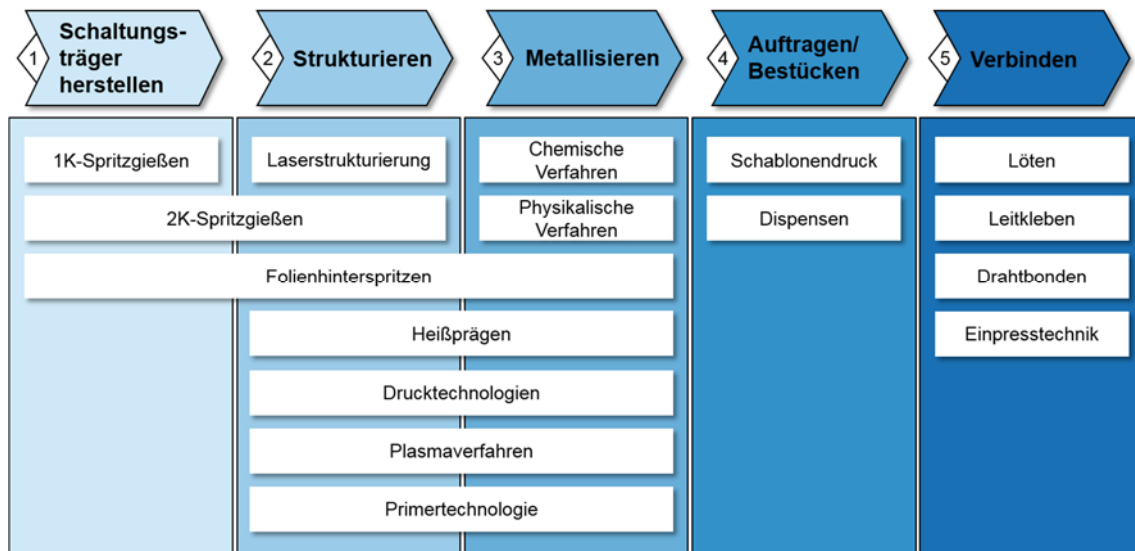 1
Schaltungs-
träger
herstellen
2
Strukturieren
3
Metallisieren
4
Auftragen/
Bestücken
5
Verbinden
1K-Spritzgießen
Laserstrukturierung
Chemische
Verfahren
Schablonendruck
Löten
2K-Spritzgießen
Physikalische
Verfahren
Dispensen
Leitkleben
Folienhinterspritzen
Drahtbonden
Heißprägen
Einpresstechnik
Drucktechnologien
Plasmaverfahren
Primertechnologie